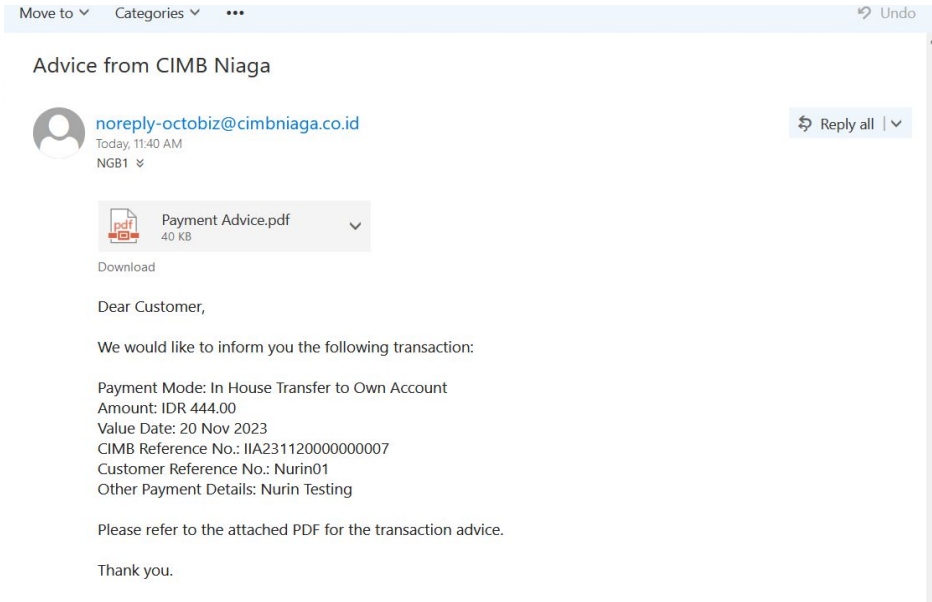 Move to Categories ••• Undo
Advice from CIMB Niaga
noreply-octobiz@cimbniaga.co.id
Reply all
Today, 11:40 AM
NGB1
pdf
Payment Advice.pdf
40 KB
Download
Dear Customer,
We would like to inform you the following transaction:
Payment Mode: In House Transfer to Own Account
Amount: IDR 444.00
Value Date: 20 Nov 2023
CIMB Reference No.: IIA231120000000007
Customer Reference No.: Nurin01
Other Payment Details: Nurin Testing
Please refer to the attached PDF for the transaction advice.
Thank you.